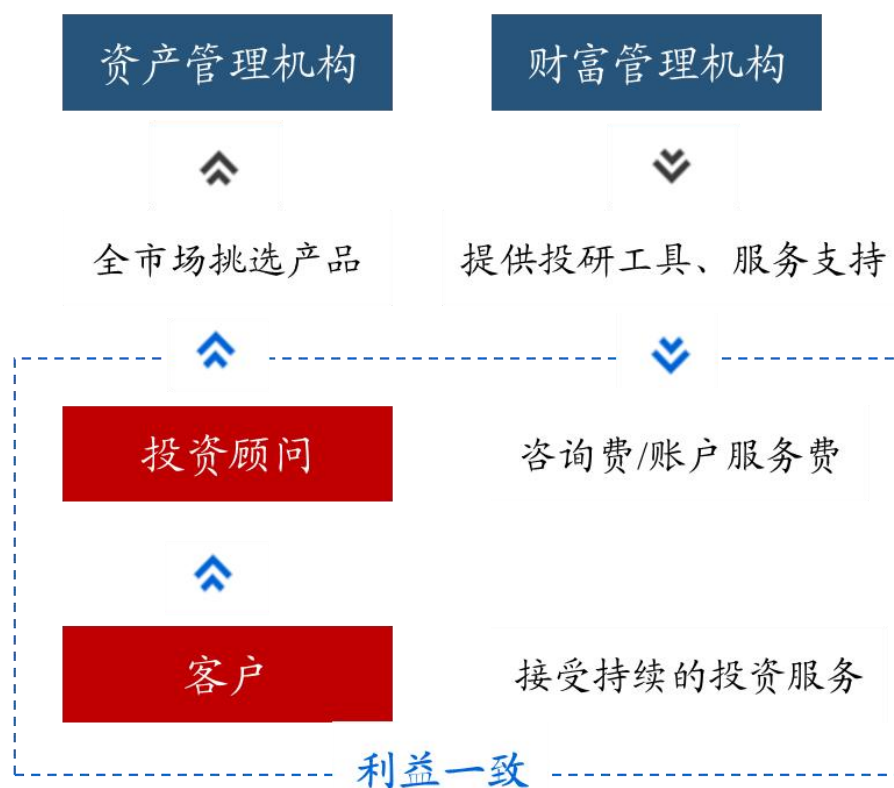 资产管理机构
财富管理机构
全市场挑选产品
提供投研工具、服务支持
投资顾问
咨询费/账户服务费
客户
接受持续的投资服务
利益一致